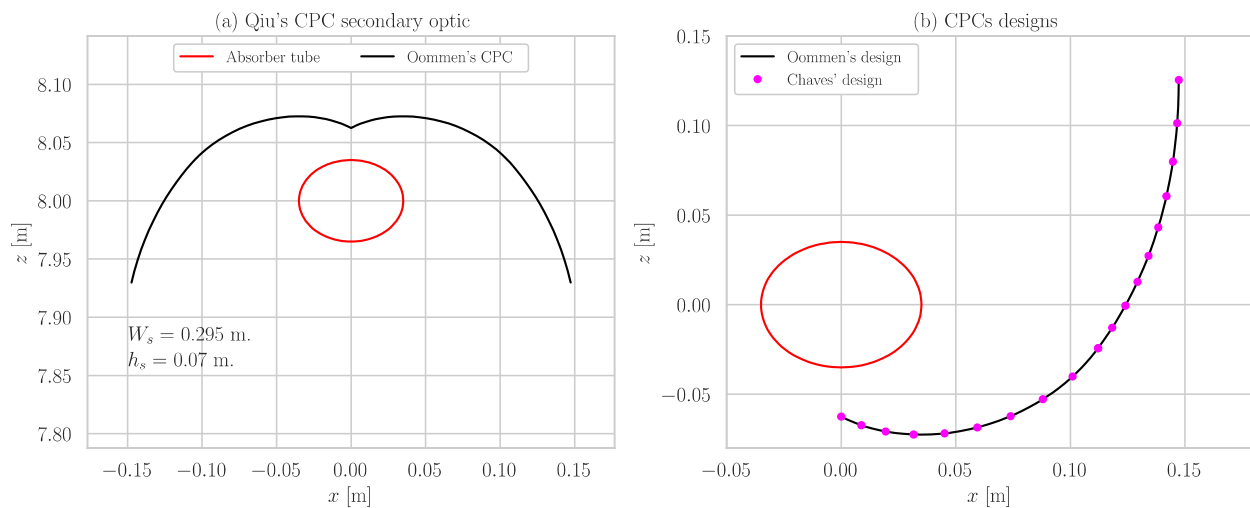 (a) Qiu's CPC secondary optic
Absorber tube
Oommen's CPC
8.10
8.05
8.00
7.95
7.90
7.85
7.80
z [m]
W_s = 0.295 m.
h_s = 0.07 m.
−0.15 −0.10 −0.05 0.00 0.05 0.10 0.15
x [m]
(b) CPCs designs
Oommen's design
Chaves' design
0.15
0.10
0.05
0.00
−0.05
z [m]
−0.05 0.00 0.05 0.10 0.15
x [m]